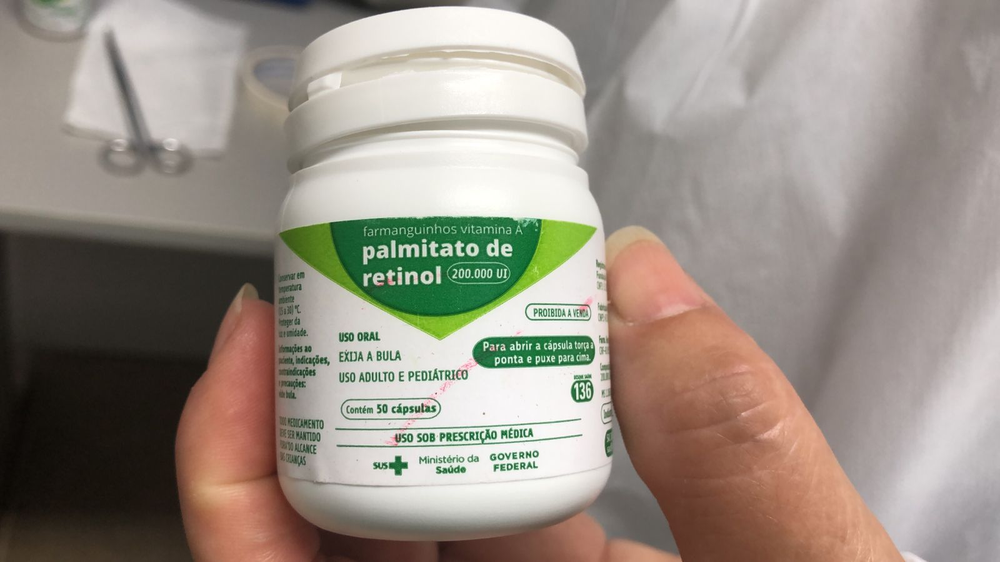 farmanguinhos vitamina A
palmitato de
retinol 200.000 UI
PROIBIDA A VENDA
USO ORAL
EXIJA A BULA
USO ADULTO E PEDIÁTRICO
Para abrir a cápsula torça a
ponta e puxe para cima.
DISQUE SAÚDE
136
Contém 50 cápsulas
USO SOB PRESCRIÇÃO MÉDICA
SUS
Ministério da
Saúde
GOVERNO
FEDERAL
Conservar em
temperatura
ambiente
(15 a 30) °C.
Proteger da
luz e umidade.
Informações ao
paciente, indicações,
contraindicações
e precauções:
vide bula.
TODO MEDICAMENTO
DEVE SER MANTIDO
FORA DO ALCANCE
DAS CRIANÇAS